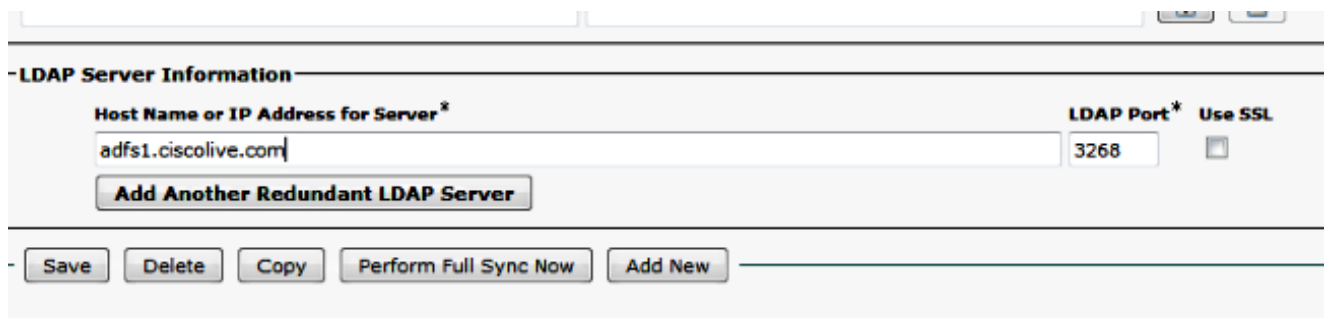 LDAP Server Information
Host Name or IP Address for Server* LDAP Port* Use SSL
adfs1.ciscolive.com 3268
Add Another Redundant LDAP Server
Save Delete Copy Perform Full Sync Now Add New